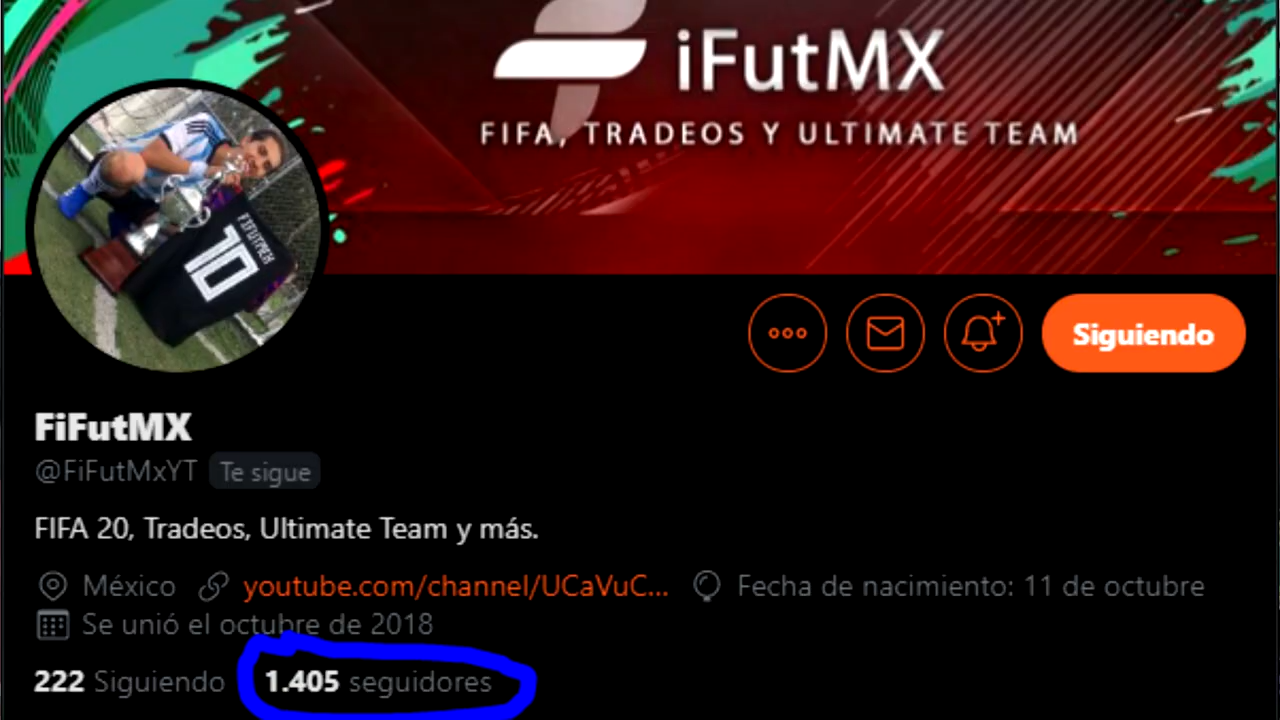 iFutMX
FIFA, TRADEOS Y ULTIMATE TEAM
FIFUTMEX
10
Siguiendo
FiFutMX
@FiFutMxYT Te sigue
FIFA 20, Tradeos, Ultimate Team y más.
México youtube.com/channel/UCaVuC... Fecha de nacimiento: 11 de octubre
Se unió el octubre de 2018
222 Siguiendo 1.405 seguidores